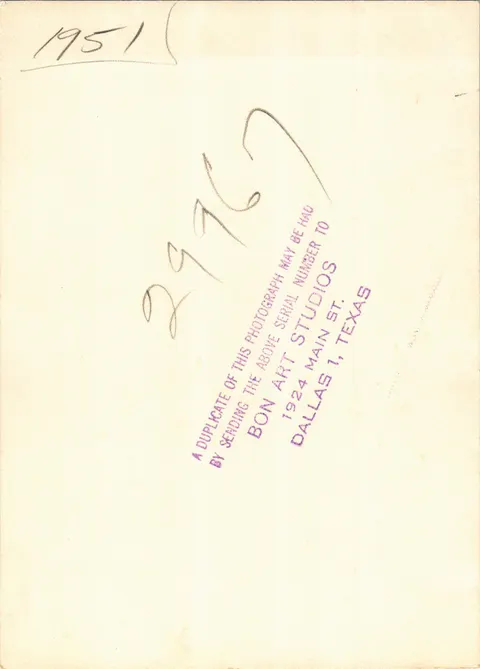 1951
29767
A DUPLICATE OF THIS PHOTOGRAPH MAY BE HAD
BY SENDING THE ABOVE SERIAL NUMBER TO
BON ART STUDIOS
1924 MAIN ST.
DALLAS 1, TEXAS